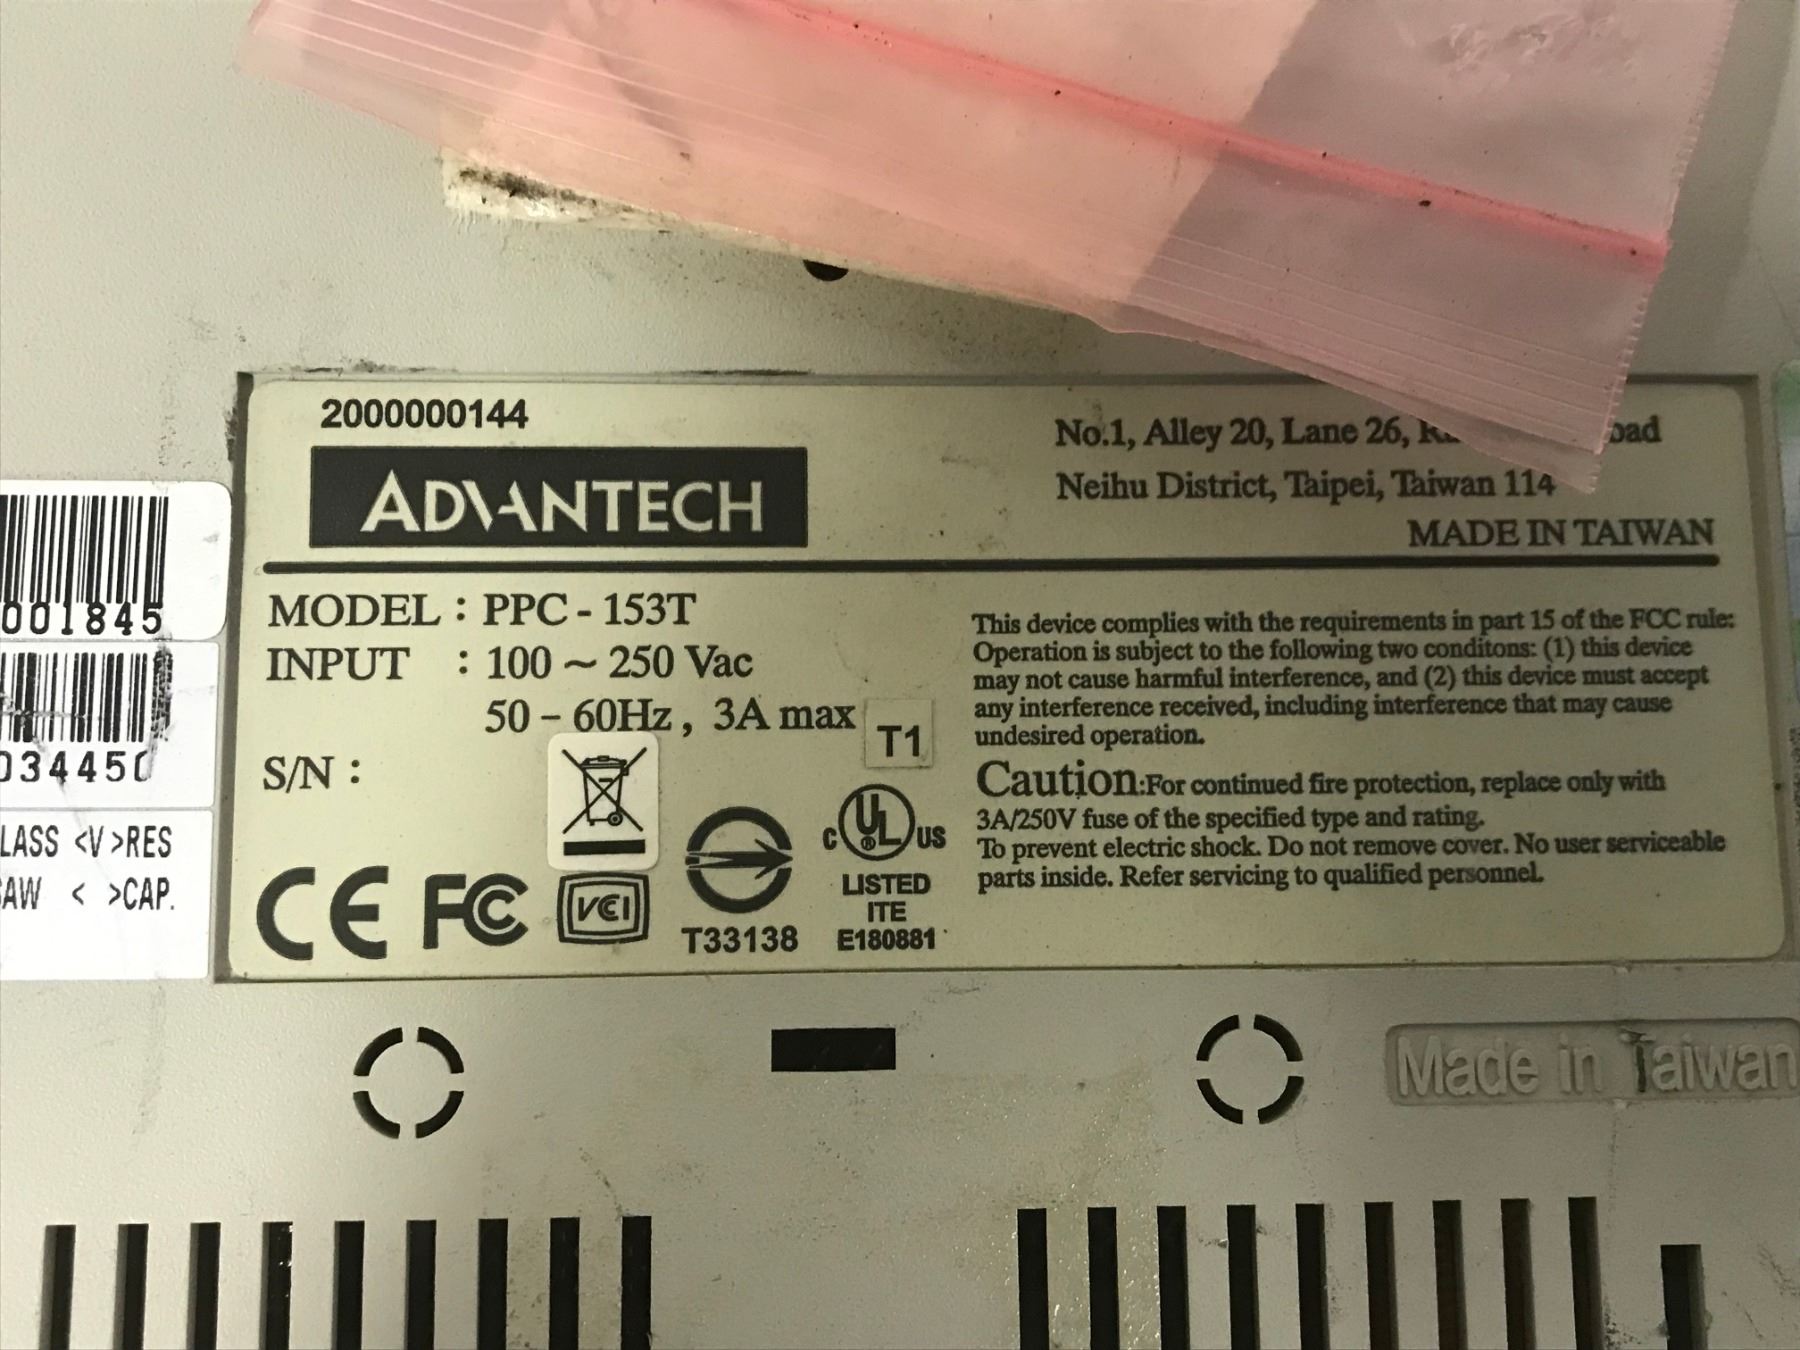 2000000144
ADVANTECH
No.1, Alley 20, Lane 26,
Neihu District, Taipei, Taiwan 114
MADE IN TAIWAN
MODEL : PPC - 153T
INPUT : 100 ~ 250 Vac
50 - 60Hz , 3A max
T1
S/N :
This device complies with the requirements in part 15 of the FCC rule:
Operation is subject to the following two conditons: (1) this device
may not cause harmful interference, and (2) this device must accept
any interference received, including interference that may cause
undesired operation.
Caution:For continued fire protection, replace only with
3A/250V fuse of the specified type and rating.
To prevent electric shock. Do not remove cover. No user serviceable
parts inside. Refer servicing to qualified personnel.
CE FC VCI
T33138
C UL ® US
LISTED
ITE
E180881
001845
03445
LASS <V >RES
AW < >CAP.
Made in Taiwan